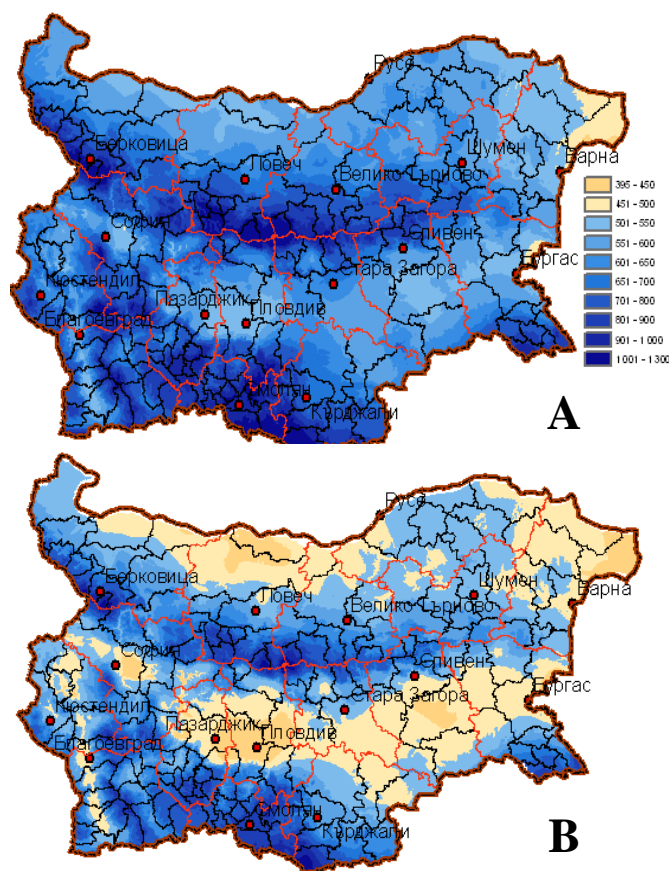 Русе
Берковица
Шумен
Ловеч
Варна
Велико Търново
395 - 450
451 - 500
София
Сливен
501 - 550
551 - 600
Бургас
601 - 650
Кюстендил
Стара Загора
651 - 700
Пазарджик
701 - 800
Благоевград
Пловдив
801 - 900
901 - 1 000
1001 - 1300
Смолян
A
Кърджали
Русе
Берковица
Шумен
Ловеч
Варна
Велико Търново
София
Сливен
Бургас
Стара Загора
Кюстендил
Пазарджик
Пловдив
Благоевград
Смолян
Кърджали
B